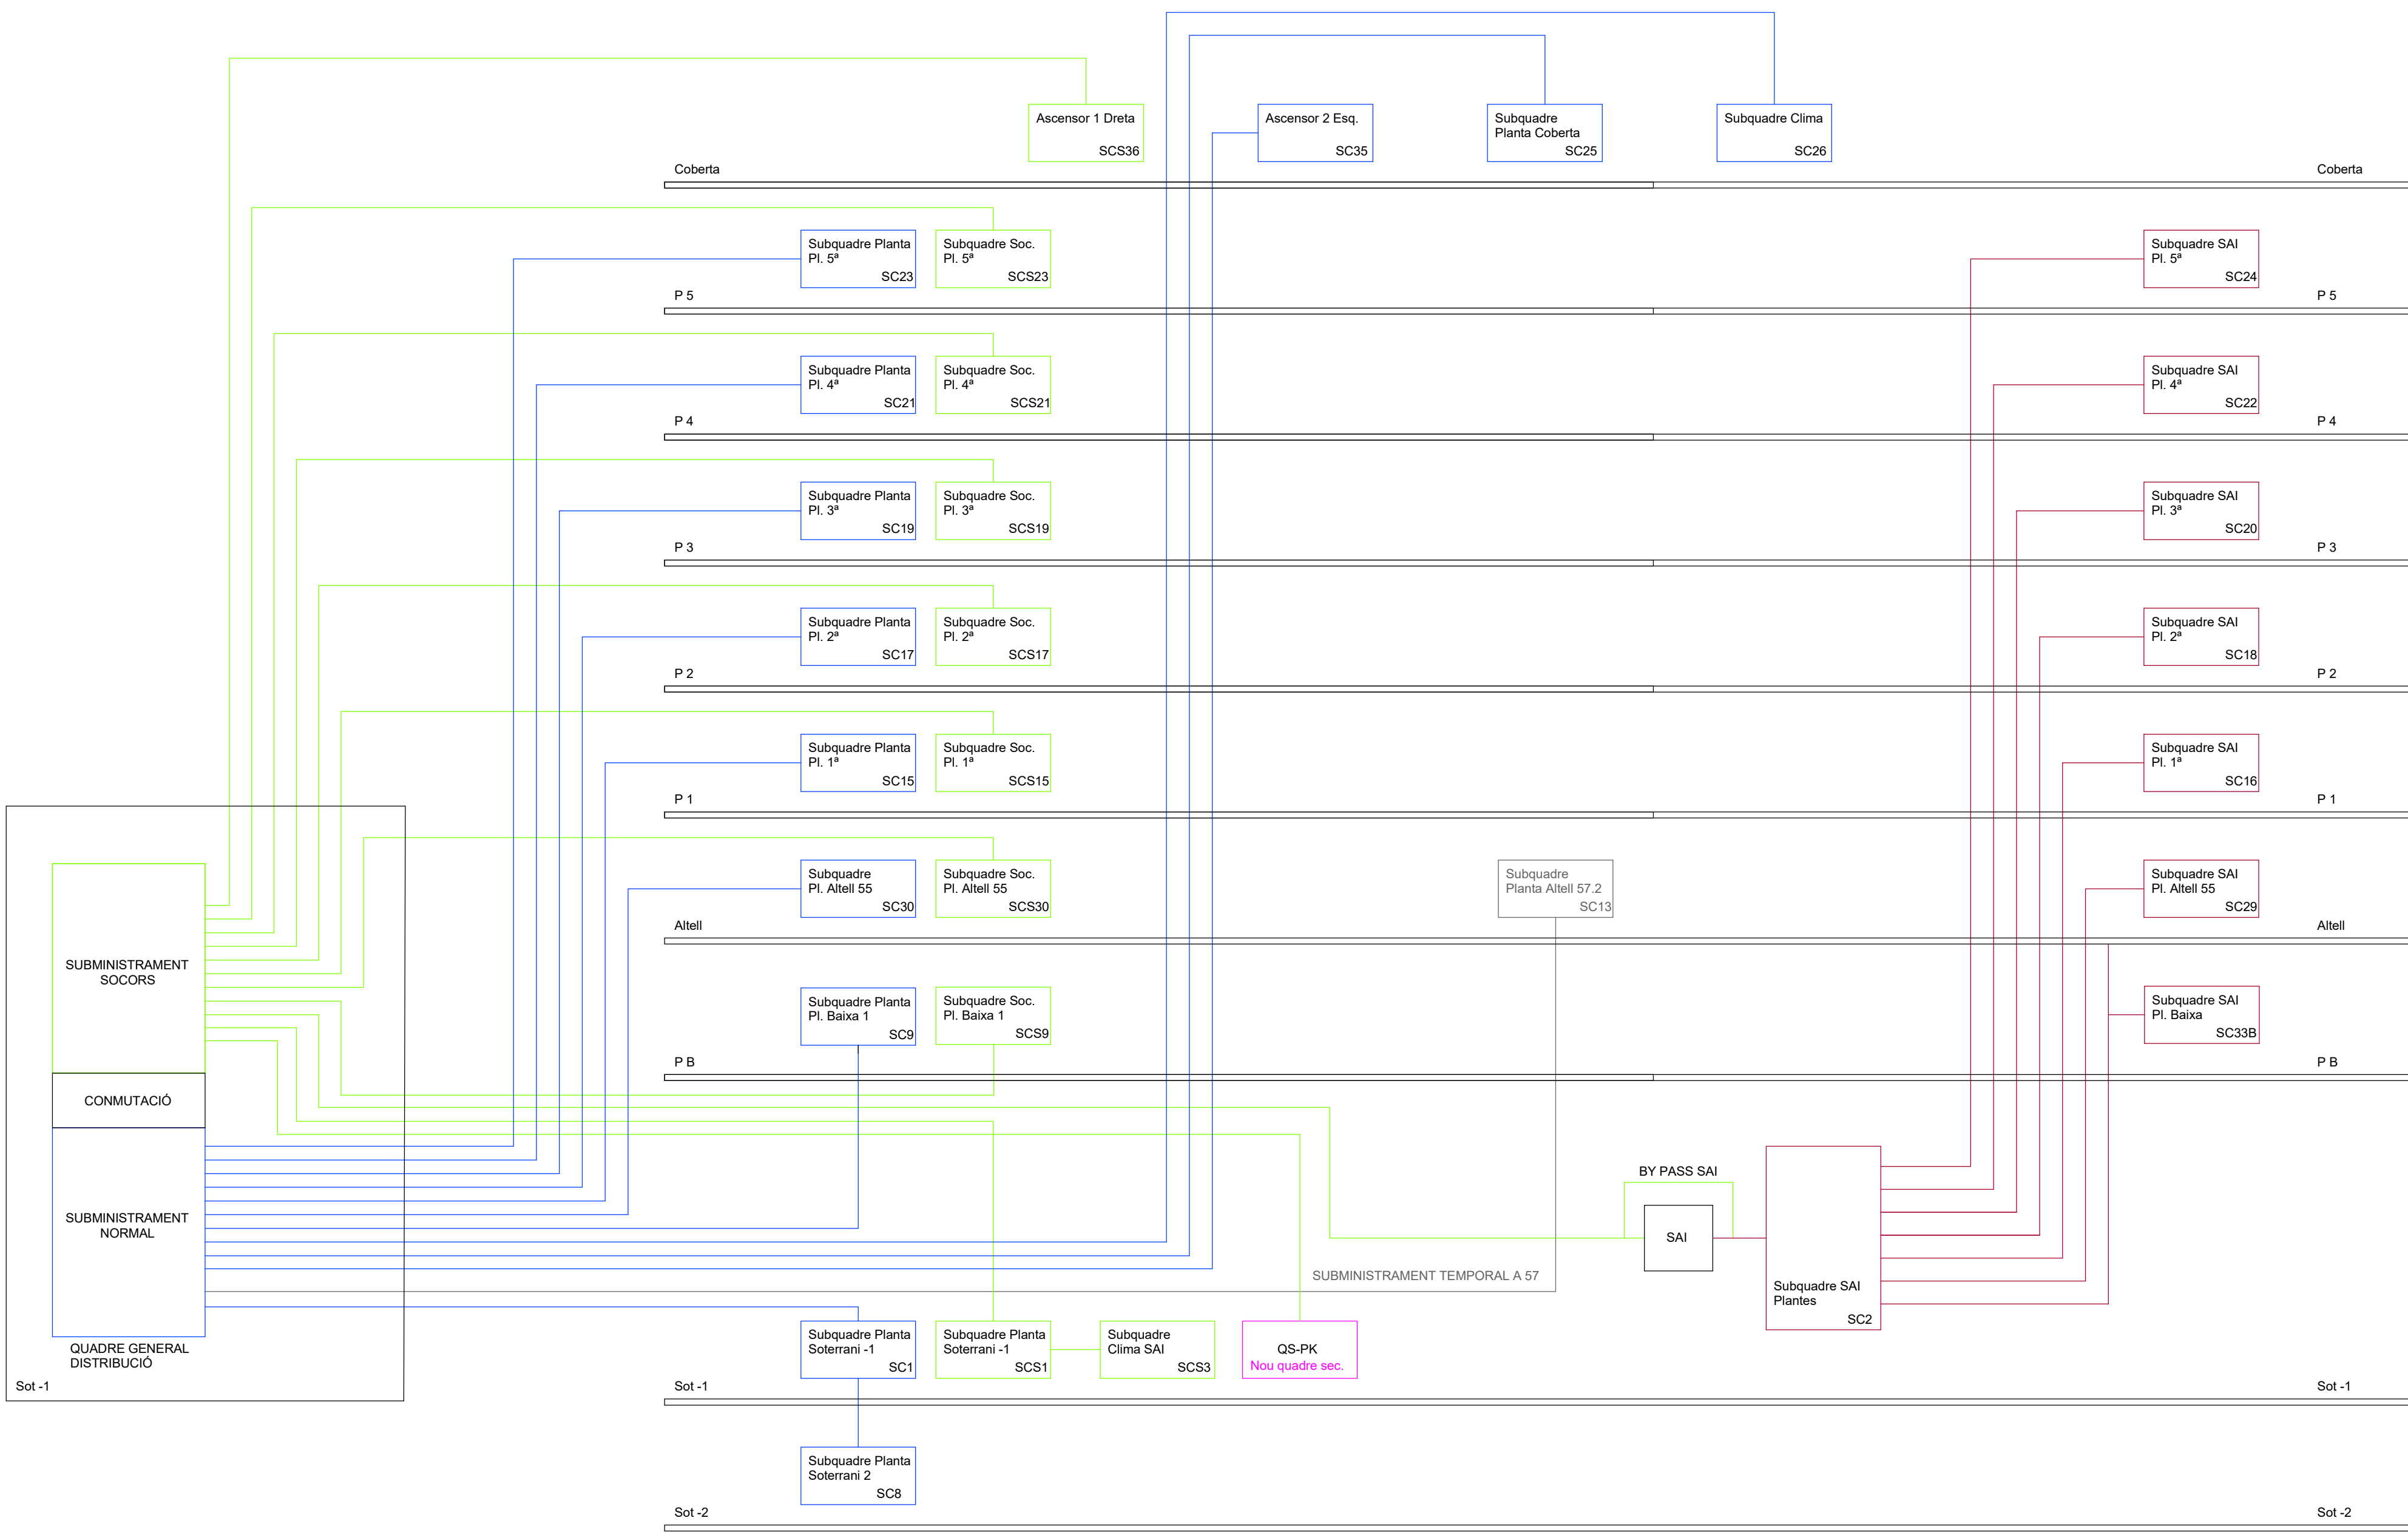 Ascensor 1 Dreta
SCS36
Ascensor 2 Esq.
SC35
Subquadre
Planta Coberta
SC25
Subquadre Clima
SC26
Coberta
Coberta
Subquadre Planta
Pl. 5ª
SC23
Subquadre Soc.
Pl. 5ª
SCS23
Subquadre SAI
Pl. 5ª
SC24
P 5
P 5
Subquadre Planta
Pl. 4ª
SC21
Subquadre Soc.
Pl. 4ª
SCS21
Subquadre SAI
Pl. 4ª
SC22
P 4
P 4
Subquadre Planta
Pl. 3ª
SC19
Subquadre Soc.
Pl. 3ª
SCS19
Subquadre SAI
Pl. 3ª
SC20
P 3
P 3
Subquadre Planta
Pl. 2ª
SC17
Subquadre Soc.
Pl. 2ª
SCS17
Subquadre SAI
Pl. 2ª
SC18
P 2
P 2
Subquadre Planta
Pl. 1ª
SC15
Subquadre Soc.
Pl. 1ª
SCS15
Subquadre SAI
Pl. 1ª
SC16
P 1
P 1
Subquadre
Pl. Altell 55
SC30
Subquadre Soc.
Pl. Altell 55
SCS30
Subquadre
Planta Altell 57.2
SC13
Subquadre SAI
Pl. Altell 55
SC29
Altell
Altell
SUBMINISTRAMENT
SOCORS
Subquadre Planta
Pl. Baixa 1
SC9
Subquadre Soc.
Pl. Baixa 1
SCS9
Subquadre SAI
Pl. Baixa
SC33B
P B
P B
CONMUTACIÓ
SUBMINISTRAMENT
NORMAL
BY PASS SAI
SAI
SUBMINISTRAMENT TEMPORAL A 57
Subquadre SAI
Plantes
SC2
QUADRE GENERAL
DISTRIBUCIÓ
Sot -1
Subquadre Planta
Soterrani -1
SC1
Subquadre Planta
Soterrani -1
SCS1
Subquadre
Clima SAI
SCS3
QS-PK
Nou quadre sec.
Sot -1
Sot -1
Subquadre Planta
Soterrani 2
SC8
Sot -2
Sot -2